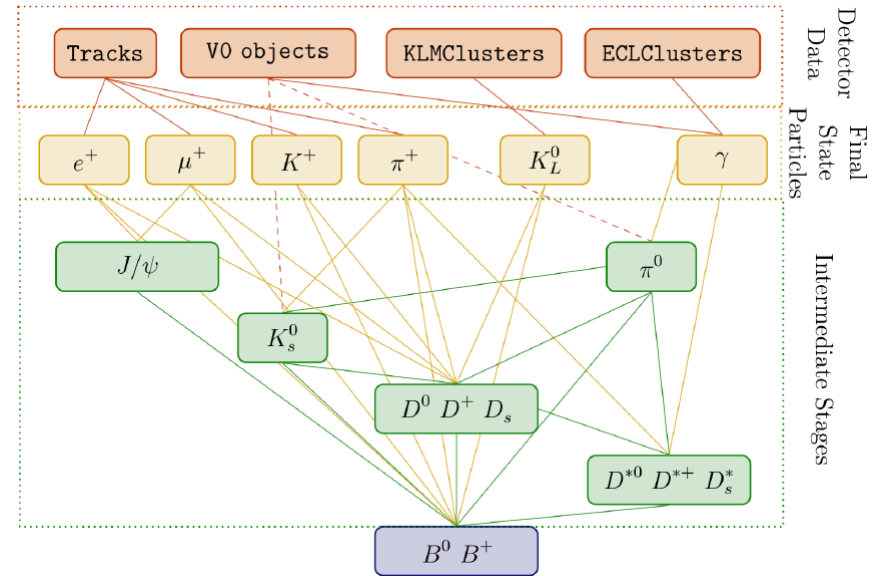 Tracks
V0 objects
KLMClusters
ECLClusters
Detector
Data
e⁺
μ⁺
K⁺
π⁺
K⁰_L
γ
Final
State
Particles
J/ψ
π⁰
K⁰_s
D⁰ D⁺ D_s
D*⁰ D*⁺ D*_s
Intermediate Stages
B⁰ B⁺